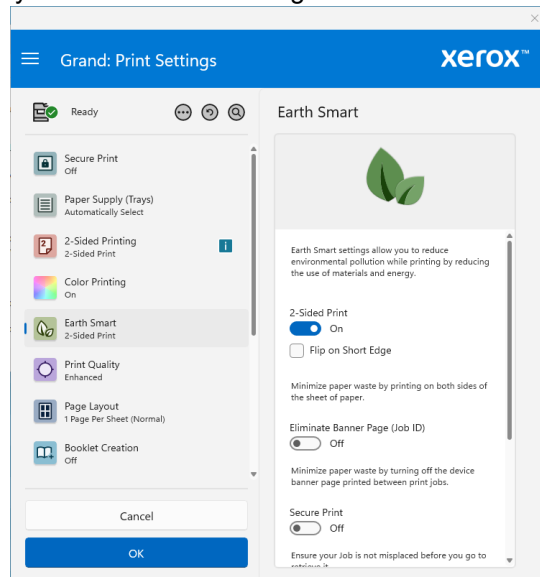 Grand: Print Settings
xerox™
Ready
Secure Print
Off
Paper Supply (Trays)
Automatically Select
2-Sided Printing
2-Sided Print
Color Printing
On
Earth Smart
2-Sided Print
Print Quality
Enhanced
Page Layout
1 Page Per Sheet (Normal)
Booklet Creation
Off
Cancel
OK
Earth Smart
Earth Smart settings allow you to reduce
environmental pollution while printing by reducing
the use of materials and energy.
2-Sided Print
On
Flip on Short Edge
Minimize paper waste by printing on both sides of
the sheet of paper.
Eliminate Banner Page (Job ID)
Off
Minimize paper waste by turning off the device
banner page printed between print jobs.
Secure Print
Off
Ensure your Job is not misplaced before you go to
retrieve it.